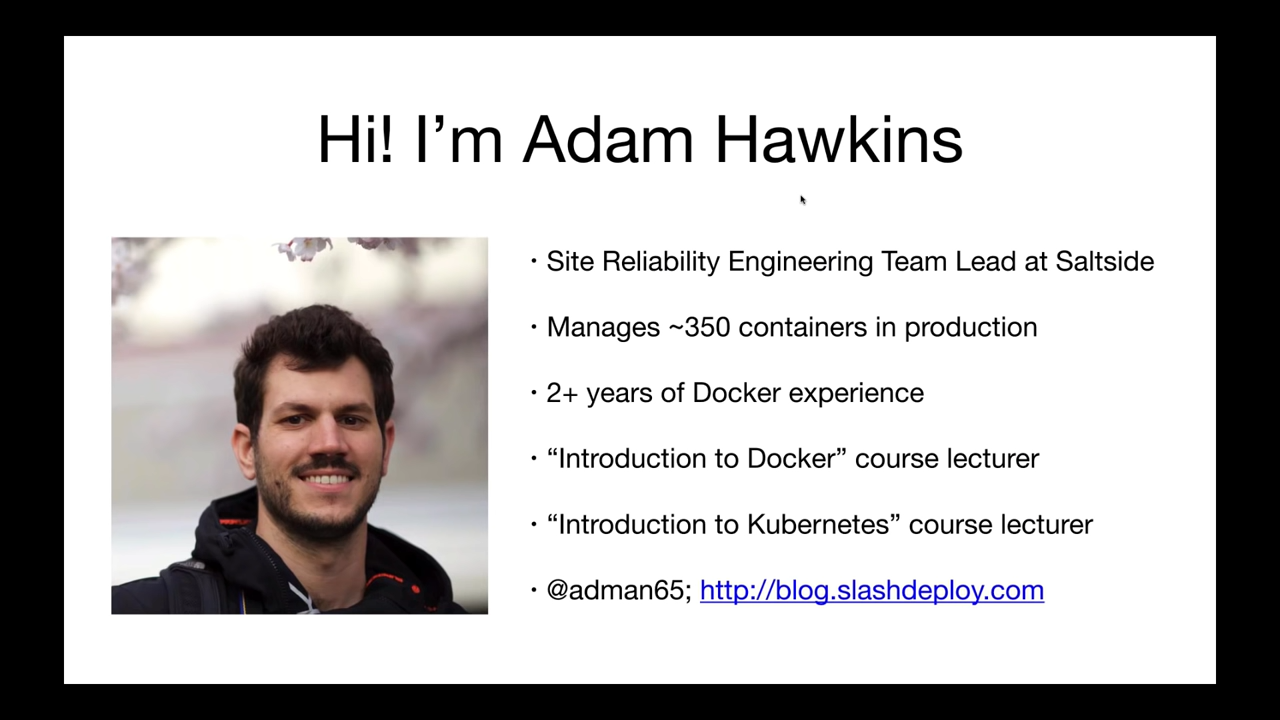 Hi! I’m Adam Hawkins
• Site Reliability Engineering Team Lead at Saltside
• Manages ~350 containers in production
• 2+ years of Docker experience
• “Introduction to Docker” course lecturer
• “Introduction to Kubernetes” course lecturer
• @adman65; http://blog.slashdeploy.com